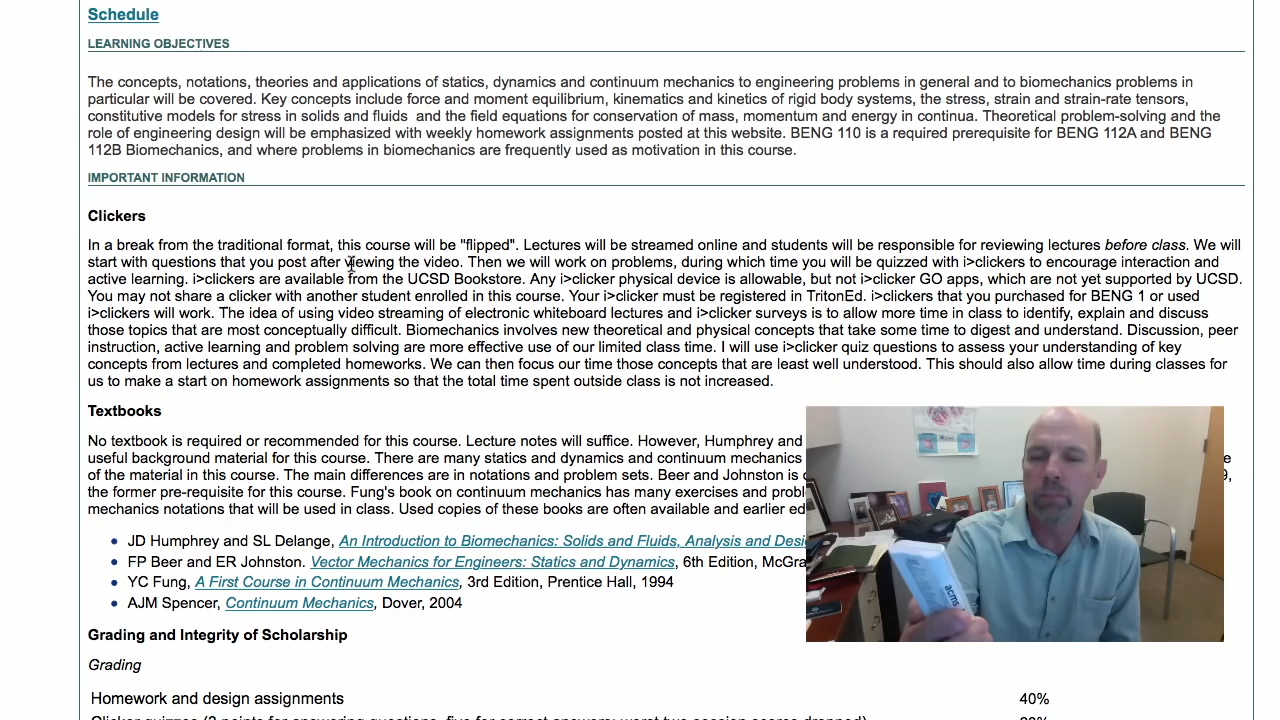 Schedule
LEARNING OBJECTIVES
The concepts, notations, theories and applications of statics, dynamics and continuum mechanics to engineering problems in general and to biomechanics problems in
particular will be covered. Key concepts include force and moment equilibrium, kinematics and kinetics of rigid body systems, the stress, strain and strain-rate tensors,
constitutive models for stress in solids and fluids and the field equations for conservation of mass, momentum and energy in continua. Theoretical problem-solving and the
role of engineering design will be emphasized with weekly homework assignments posted at this website. BENG 110 is a required prerequisite for BENG 112A and BENG
112B Biomechanics, and where problems in biomechanics are frequently used as motivation in this course.
IMPORTANT INFORMATION
Clickers
In a break from the traditional format, this course will be "flipped". Lectures will be streamed online and students will be responsible for reviewing lectures before class. We will
start with questions that you post after viewing the video. Then we will work on problems, during which time you will be quizzed with i>clickers to encourage interaction and
active learning. i>clickers are available from the UCSD Bookstore. Any i>clicker physical device is allowable, but not i>clicker GO apps, which are not yet supported by UCSD.
You may not share a clicker with another student enrolled in this course. Your i>clicker must be registered in TritonEd. i>clickers that you purchased for BENG 1 or used
i>clickers will work. The idea of using video streaming of electronic whiteboard lectures and i>clicker surveys is to allow more time in class to identify, explain and discuss
those topics that are most conceptually difficult. Biomechanics involves new theoretical and physical concepts that take some time to digest and understand. Discussion, peer
instruction, active learning and problem solving are more effective use of our limited class time. I will use i>clicker quiz questions to assess your understanding of key
concepts from lectures and completed homeworks. We can then focus our time those concepts that are least well understood. This should also allow time during classes for
us to make a start on homework assignments so that the total time spent outside class is not increased.
Textbooks
No textbook is required or recommended for this course. Lecture notes will suffice. However, Humphrey and
useful background material for this course. There are many statics and dynamics and continuum mechanics
of the material in this course. The main differences are in notations and problem sets. Beer and Johnston is
the former pre-requisite for this course. Fung's book on continuum mechanics has many exercises and
mechanics notations that will be used in class. Used copies of these books are often available and earlier
JD Humphrey and SL Delange, An Introduction to Biomechanics: Solids and Fluids, Analysis and
FP Beer and ER Johnston. Vector Mechanics for Engineers: Statics and Dynamics, 6th Edition,
YC Fung, A First Course in Continuum Mechanics, 3rd Edition, Prentice Hall, 1994
AJM Spencer, Continuum Mechanics, Dover, 2004
acms
Grading and Integrity of Scholarship
Grading
Homework and design assignments 40%